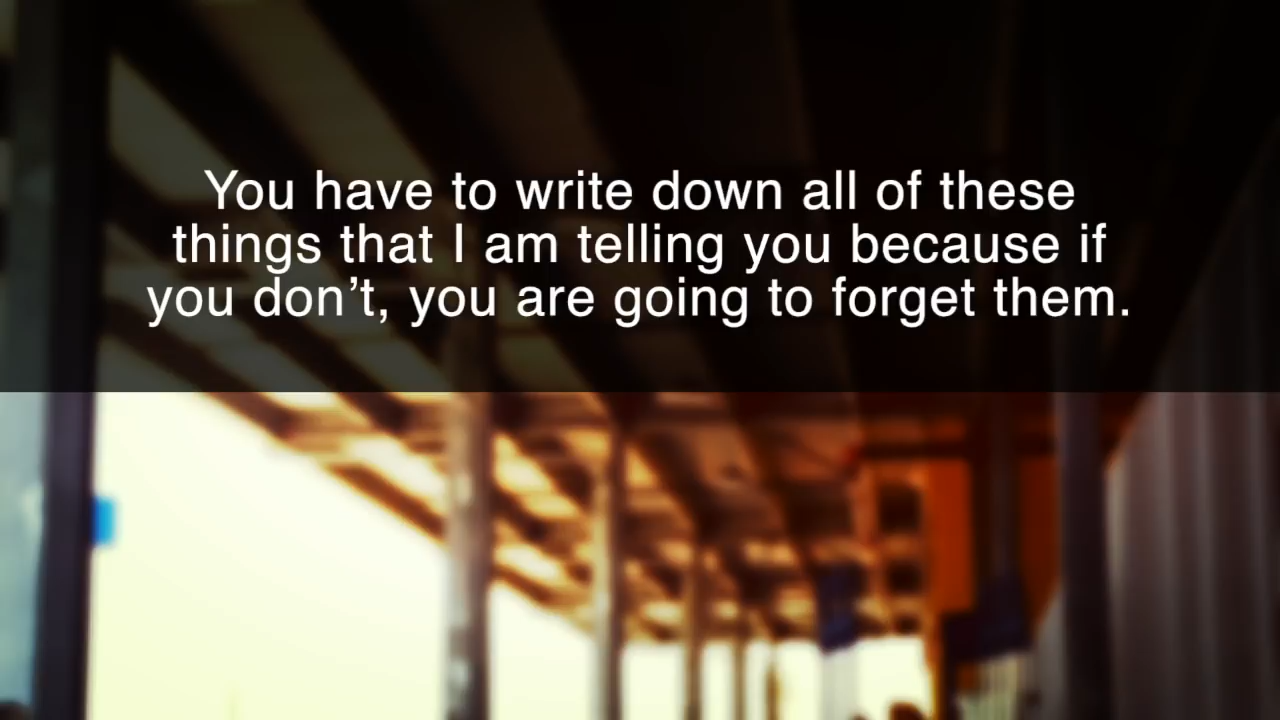 You have to write down all of these
things that I am telling you because if
you don’t, you are going to forget them.